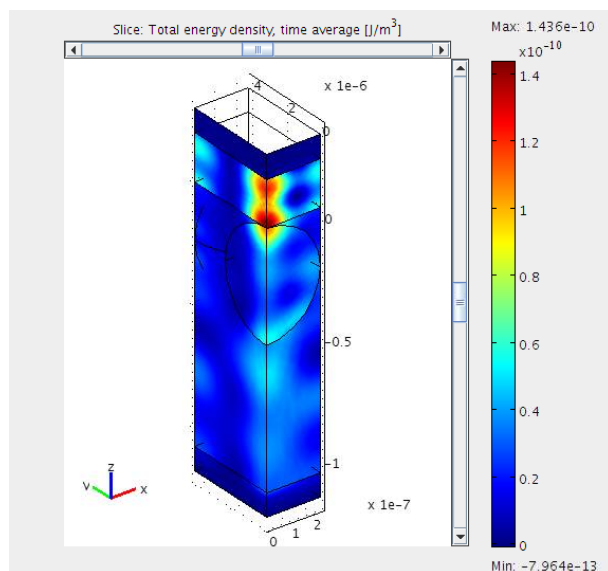 Slice: Total energy density, time average [J/m³]
Max: 1.436e-10
x10⁻¹⁰
4
2
0
x 1e-6
0
-0.5
-1
x 1e-7
0
1
2
z
y
x
1.4
1.2
1
0.8
0.6
0.4
0.2
0
Min: -7.964e-13